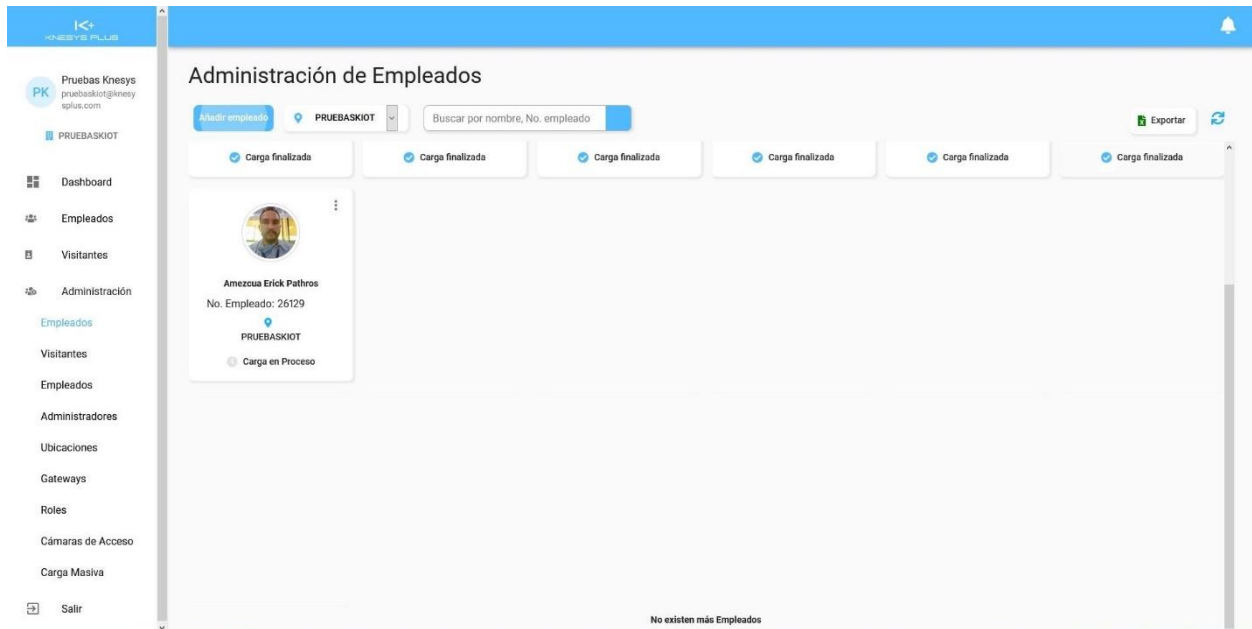 K+
KNESYS PLUS
PK
Pruebas Knesys
pruebaskiot@knesy
splus.com
PRUEBASKIOT
Dashboard
Empleados
Visitantes
Administración
Empleados
Visitantes
Empleados
Administradores
Ubicaciones
Gateways
Roles
Cámaras de Acceso
Carga Masiva
Salir
Administración de Empleados
Añadir empleado
PRUEBASKIOT
Buscar por nombre, No. empleado
Exportar
Carga finalizada
Carga finalizada
Carga finalizada
Carga finalizada
Carga finalizada
Carga finalizada
Amezcua Erick Pathros
No. Empleado: 26129
PRUEBASKIOT
Carga en Proceso
No existen más Empleados